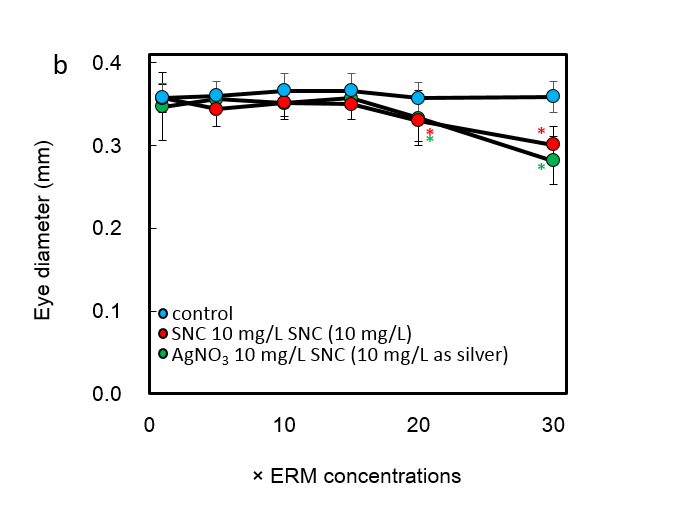 b
Eye diameter (mm)
0.4
0.3
0.2
0.1
0.0
* *
* *
control
SNC 10 mg/L SNC (10 mg/L)
AgNO₃ 10 mg/L SNC (10 mg/L as silver)
0 10 20 30
× ERM concentrations